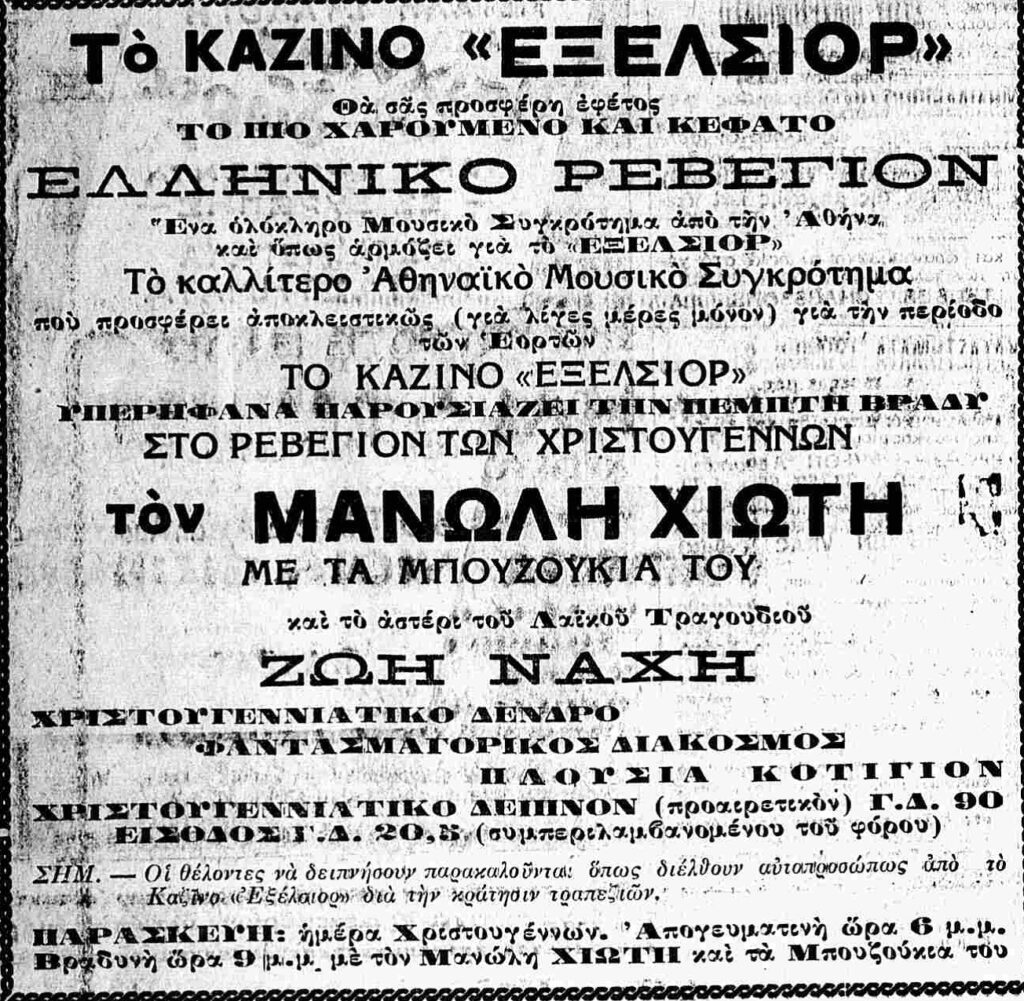 Τὸ ΚΑΖΙΝΟ «ΕΞΕΛΣΙΟΡ»
Θὰ σᾶς προσφέρη ἐφέτος
ΤΟ ΠΙΟ ΧΑΡΟΥΜΕΝΟ ΚΑΙ ΚΕΦΑΤΟ
ΕΛΛΗΝΙΚΟ ΡΕΒΕΓΙΟΝ
Ἕνα ὁλόκληρο Μουσικὸ Συγκρότημα ἀπὸ τὴν Ἀθήνα
καὶ ὅπως ἁρμόζει γιὰ τὸ «ΕΞΕΛΣΙΟΡ»
Τὸ καλλίτερο Ἀθηναϊκὸ Μουσικὸ Συγκρότημα
ποὺ προσφέρει ἀποκλειστικῶς (γιὰ λίγες μέρες μόνον) γιὰ τὴν περίοδο
τῶν Ἑορτῶν
ΤΟ ΚΑΖΙΝΟ «ΕΞΕΛΣΙΟΡ»
ΥΠΕΡΗΦΑΝΑ ΠΑΡΟΥΣΙΑΖΕΙ ΤΗΝ ΠΕΜΠΤΗ ΒΡΑΔΥ
ΣΤΟ ΡΕΒΕΓΙΟΝ ΤΩΝ ΧΡΙΣΤΟΥΓΕΝΝΩΝ
τὸν ΜΑΝΩΛΗ ΧΙΩΤΗ
ΜΕ ΤΑ ΜΠΟΥΖΟΥΚΙΑ ΤΟΥ
καὶ τὸ ἀστέρι τοῦ Λαϊκοῦ Τραγουδιοῦ
ΖΩΗ ΝΑΧΗ
ΧΡΙΣΤΟΥΓΕΝΝΙΑΤΙΚΟ ΔΕΝΔΡΟ
ΦΑΝΤΑΣΜΑΓΟΡΙΚΟΣ ΔΙΑΚΟΣΜΟΣ
ΠΛΟΥΣΙΑ ΚΟΤΙΓΙΟΝ
ΧΡΙΣΤΟΥΓΕΝΝΙΑΤΙΚΟ ΔΕΙΠΝΟΝ (προαιρετικὸν) Γ.Δ. 90
ΕΙΣΟΔΟΣ Γ.Δ. 20,5 (συμπεριλαμβανομένου τοῦ φόρου)
ΣΗΜ. — Οἱ θέλοντες νὰ δειπνήσουν παρακαλοῦνται ὅπως διέλθουν αὐτοπροσώπως ἀπὸ τὸ
Καζίνο «Ἐξέλσιορ» διὰ τὴν κράτησιν τραπεζιῶν.
ΠΑΡΑΣΚΕΥΗ: ἡμέρα Χριστουγέννων. Ἀπογευματινὴ ὥρα 6 μ.μ.
Βραδυνὴ ὥρα 9 μ.μ. μὲ τὸν Μανώλη ΧΙΩΤΗ καὶ τὰ Μπουζούκια του